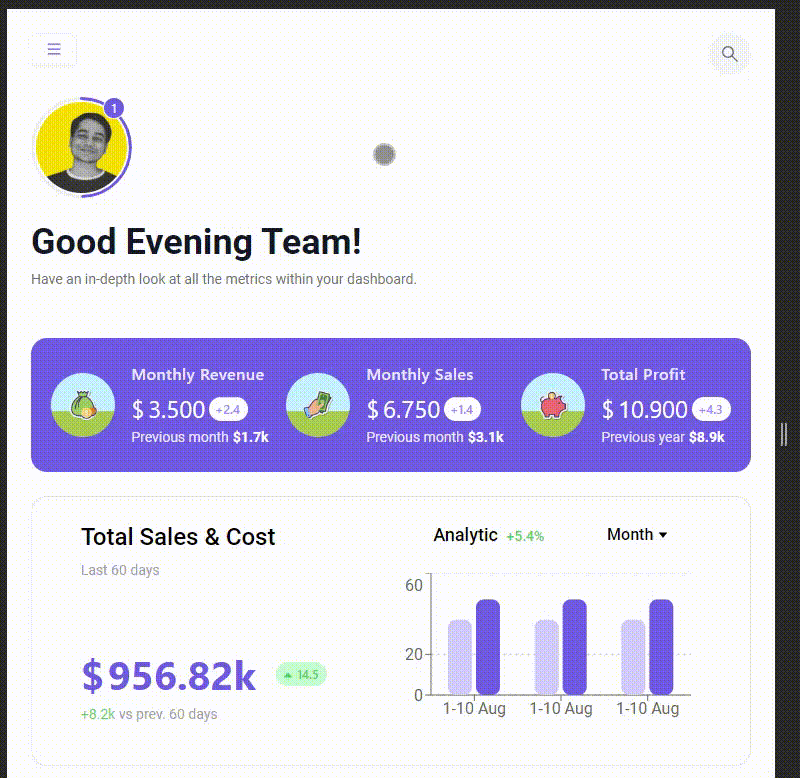 1
Good Evening Team!
Have an in-depth look at all the metrics within your dashboard.
Monthly Revenue
$ 3.500 +2.4
Previous month $1.7k
Monthly Sales
$ 6.750 +1.4
Previous month $3.1k
Total Profit
$ 10.900 +4.3
Previous year $8.9k
Total Sales & Cost
Last 60 days
$956.82k 14.5
+8.2k vs prev. 60 days
Analytic +5.4% Month
60
20
0
1-10 Aug 1-10 Aug 1-10 Aug